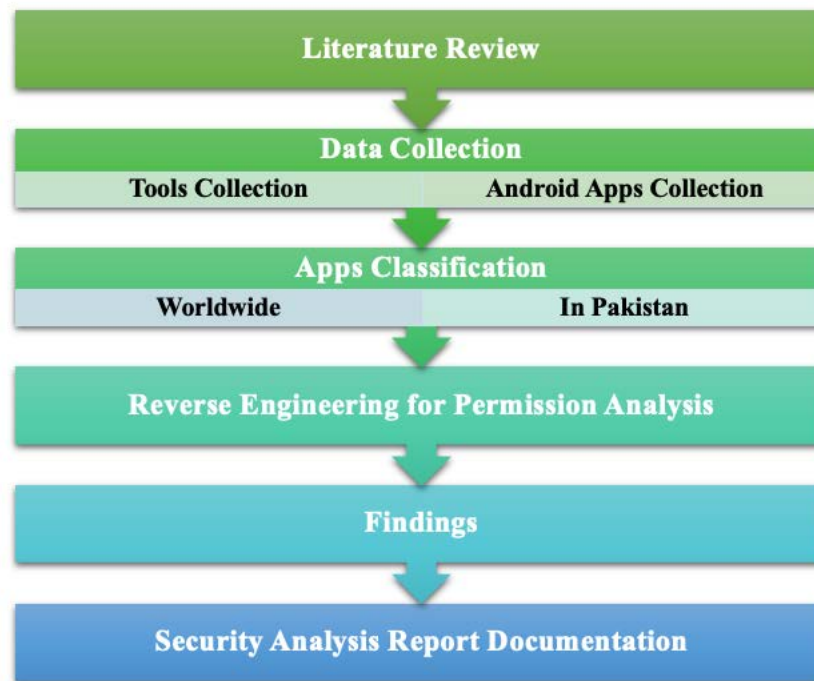 Literature Review
Data Collection
Tools Collection
Android Apps Collection
Apps Classification
Worldwide
In Pakistan
Reverse Engineering for Permission Analysis
Findings
Security Analysis Report Documentation